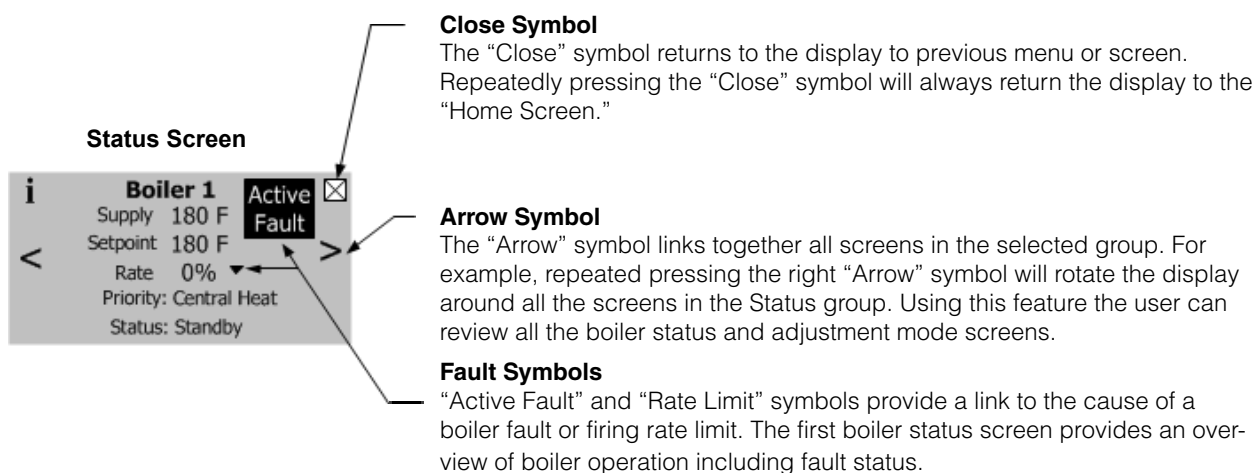 Close Symbol
The “Close” symbol returns to the display to previous menu or screen.
Repeatedly pressing the “Close” symbol will always return the display to the
“Home Screen.”
Status Screen
i
Boiler 1
Active
Fault
Supply 180 F
Setpoint 180 F
<
>
Rate 0%
Priority: Central Heat
Status: Standby
Arrow Symbol
The “Arrow” symbol links together all screens in the selected group. For
example, repeated pressing the right “Arrow” symbol will rotate the display
around all the screens in the Status group. Using this feature the user can
review all the boiler status and adjustment mode screens.
Fault Symbols
“Active Fault” and “Rate Limit” symbols provide a link to the cause of a
boiler fault or firing rate limit. The first boiler status screen provides an over-
view of boiler operation including fault status.